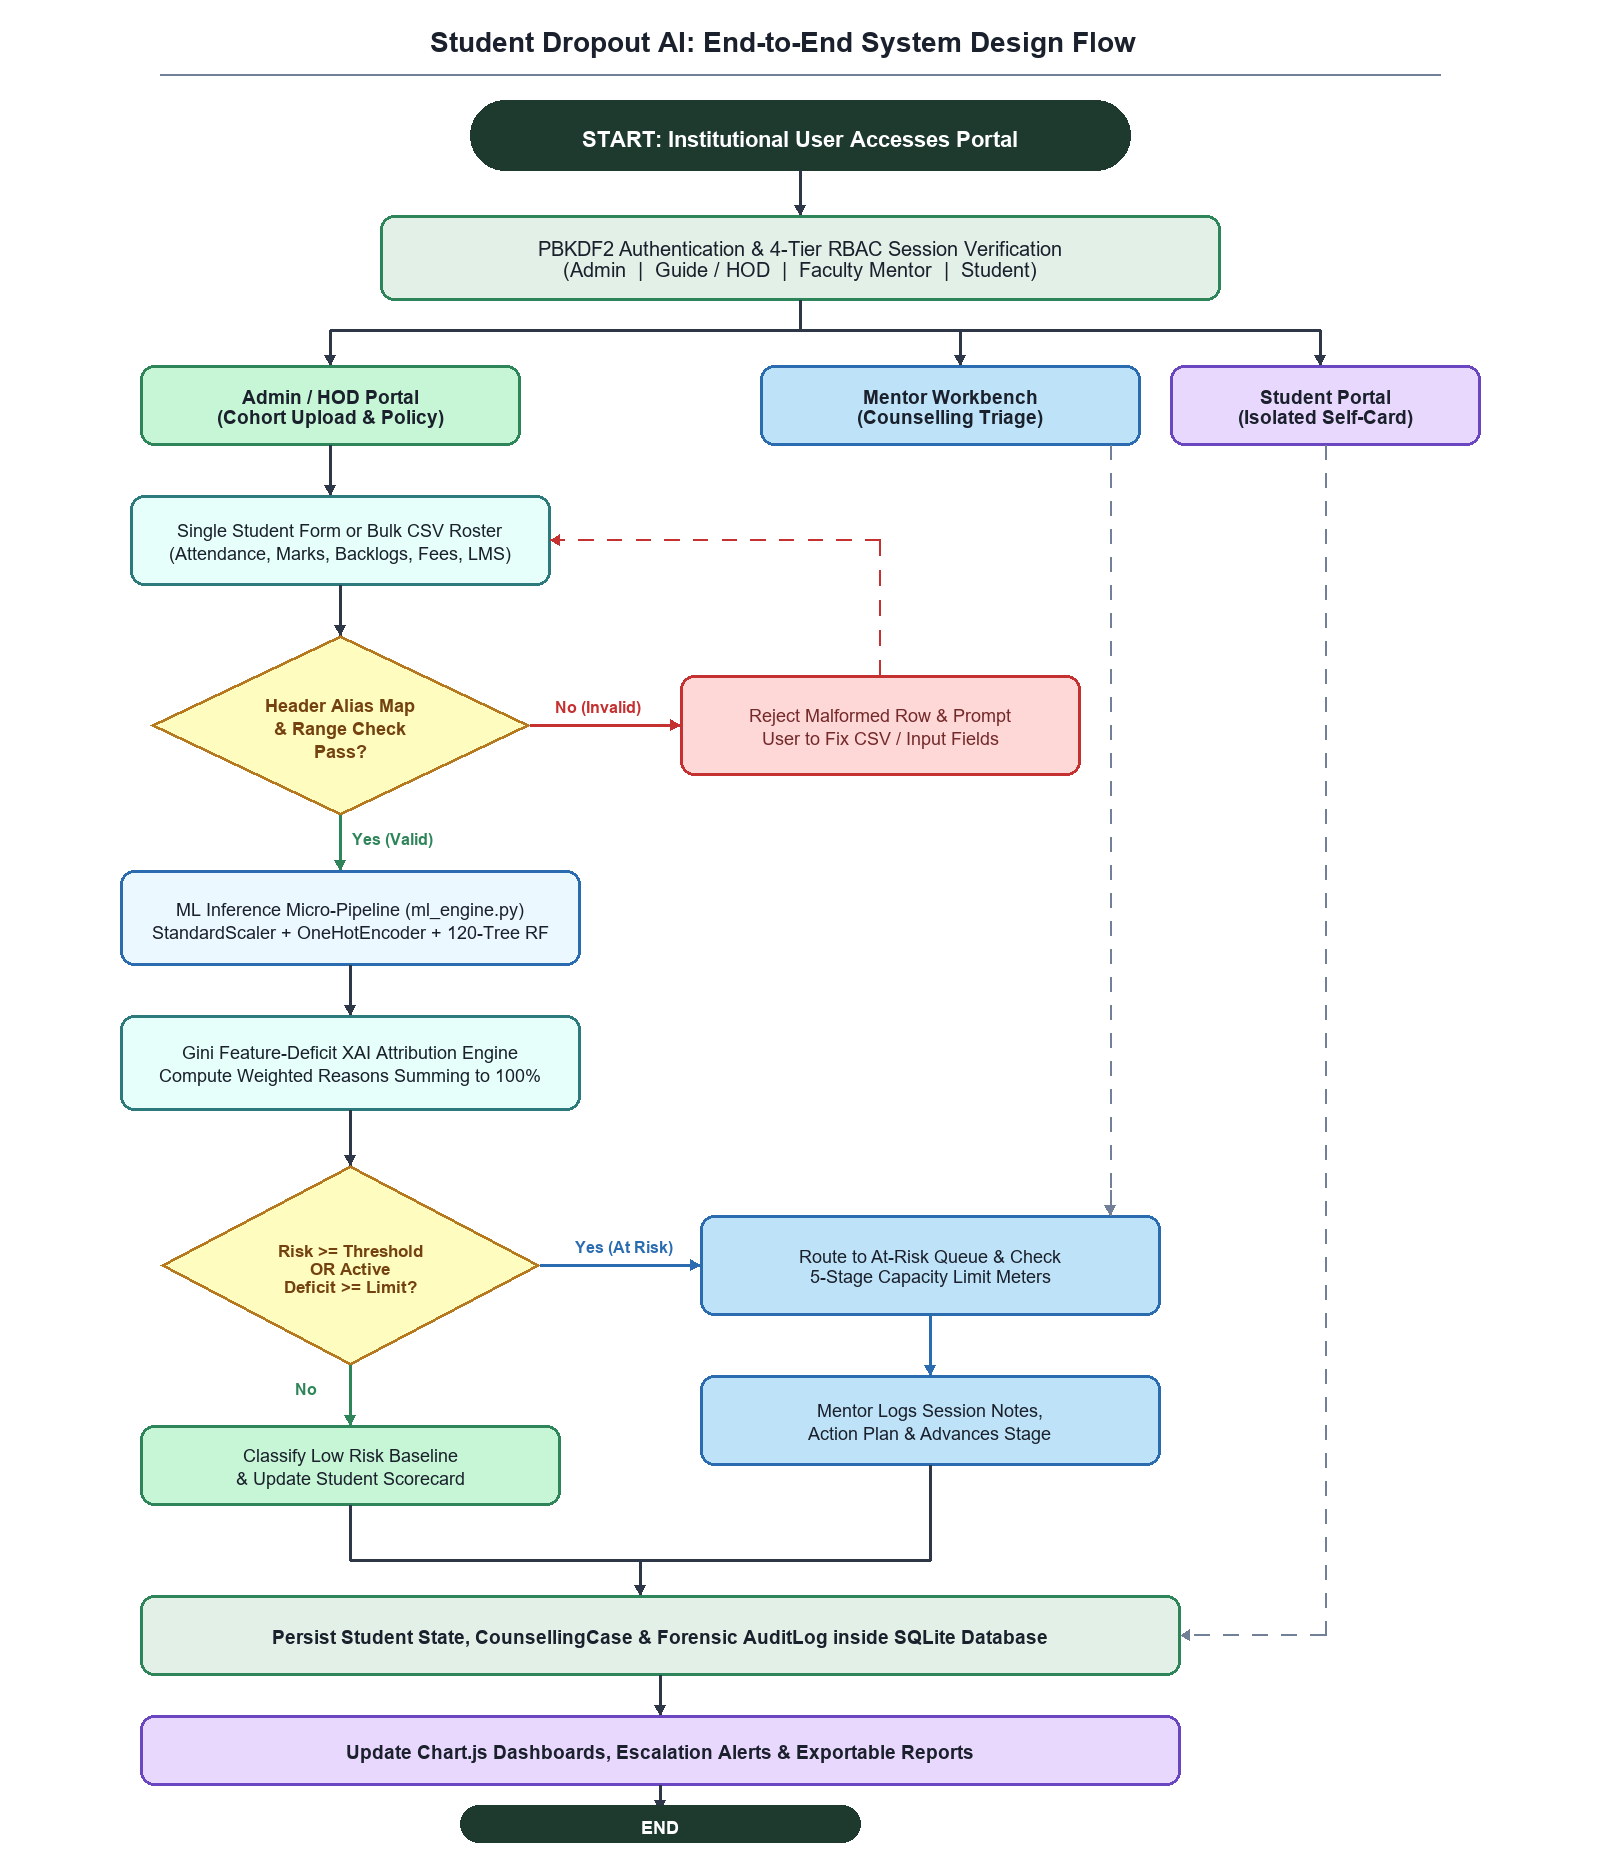 Student Dropout AI: End-to-End System Design Flow
START: Institutional User Accesses Portal
PBKDF2 Authentication & 4-Tier RBAC Session Verification
(Admin | Guide / HOD | Faculty Mentor | Student)
Admin / HOD Portal
(Cohort Upload & Policy)
Mentor Workbench
(Counselling Triage)
Student Portal
(Isolated Self-Card)
Single Student Form or Bulk CSV Roster
(Attendance, Marks, Backlogs, Fees, LMS)
Header Alias Map
& Range Check
Pass?
No (Invalid)
Reject Malformed Row & Prompt
User to Fix CSV / Input Fields
Yes (Valid)
ML Inference Micro-Pipeline (ml_engine.py)
StandardScaler + OneHotEncoder + 120-Tree RF
Gini Feature-Deficit XAI Attribution Engine
Compute Weighted Reasons Summing to 100%
Risk >= Threshold
OR Active
Deficit >= Limit?
Yes (At Risk)
Route to At-Risk Queue & Check
5-Stage Capacity Limit Meters
No
Mentor Logs Session Notes,
Action Plan & Advances Stage
Classify Low Risk Baseline
& Update Student Scorecard
Persist Student State, CounsellingCase & Forensic AuditLog inside SQLite Database
Update Chart.js Dashboards, Escalation Alerts & Exportable Reports
END